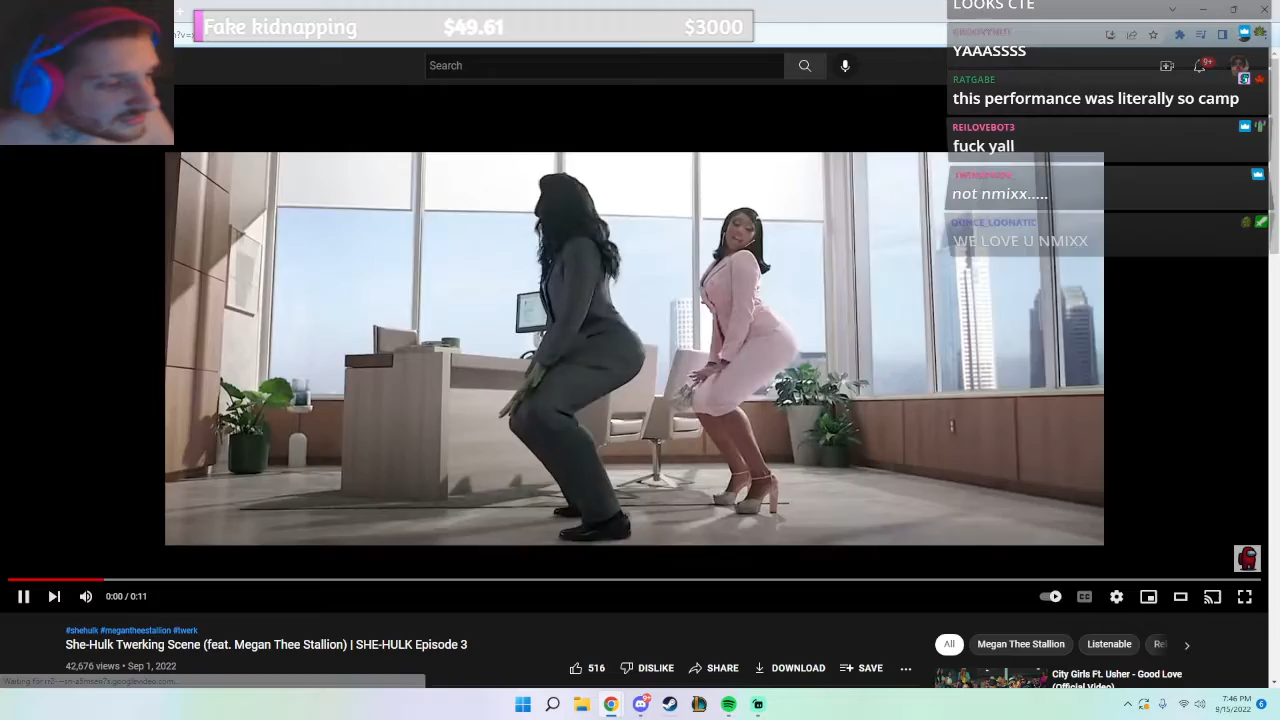 Fake kidnapping $49.61 $3000
LOOKS CTE
YAAASSSS
RATGABE
this performance was literally so camp
REILOVEBOT3
fuck yall
not nmixx.....
WE LOVE U NMIXX
Search
9+
0:00 / 0:11
#shehulk #megantheestallion #twerk
She-Hulk Twerking Scene (feat. Megan Thee Stallion) | SHE-HULK Episode 3
42,676 views • Sep 1, 2022
516 DISLIKE SHARE DOWNLOAD SAVE
All Megan Thee Stallion Listenable
City Girls Ft. Usher - Good Love
(Official Video)
7:46 PM
9/15/2022
6